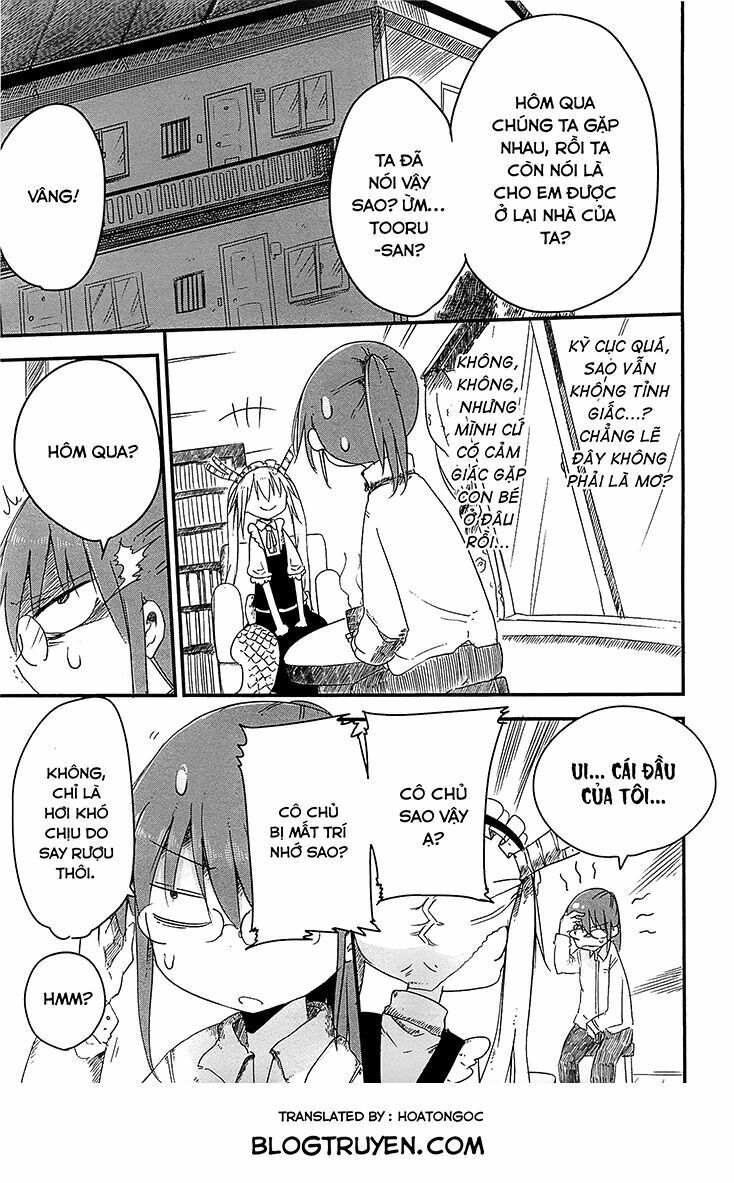 HÔM QUA
CHÚNG TA GẶP
NHAU, RỒI TA
CÒN NÓI LÀ
CHO EM ĐƯỢC
Ở LẠI NHÀ CỦA
TA?
TA ĐÃ
NÓI VẬY
SAO? ỪM...
TOORU
-SAN?
VÂNG!
KỲ CỤC QUÁ,
SAO VẪN
KHÔNG TỈNH
GIẤC...?
CHẲNG LẼ
ĐÂY KHÔNG
PHẢI LÀ MƠ?
KHÔNG,
KHÔNG,
NHƯNG
MÌNH CỨ
CÓ CẢM
GIÁC GẶP
CON BÉ
Ở ĐÂU
RỒI...
HÔM QUA?
UI... CÁI ĐẦU
CỦA TÔI...
CÔ CHỦ
SAO VẬY
Ạ?
CÔ CHỦ
BỊ MẤT TRÍ
NHỚ SAO?
KHÔNG,
CHỈ LÀ
HƠI KHÓ
CHỊU DO
SAY RƯỢU
THÔI.
HMM?
TRANSLATED BY : HOATONGOC
BLOGTRUYEN.COM